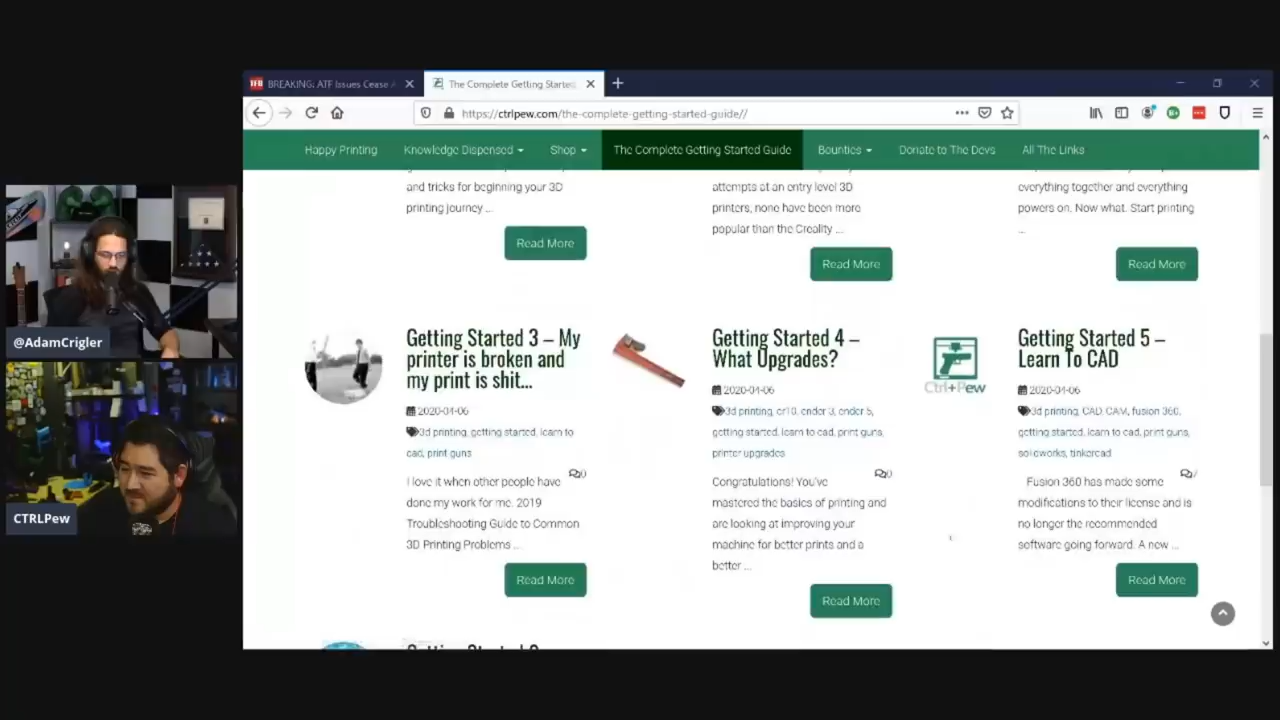 BREAKING: ATF Issues Cease
The Complete Getting Started
https://ctrlpew.com/the-complete-getting-started-guide//
Happy Printing
Knowledge Dispensed
Shop
The Complete Getting Started Guide
Bounties
Donate to The Devs
All The Links
and tricks for beginning your 3D
printing journey ...
Read More
attempts at an entry level 3D
printers, none have been more
popular than the Creality ...
Read More
everything together and everything
powers on. Now what. Start printing
...
Read More
@AdamCrigler
CTRLPew
Getting Started 3 – My
printer is broken and
my print is shit...
2020-04-06
3d printing, getting started, learn to
cad, print guns
0
I love it when other people have
done my work for me. 2019
Troubleshooting Guide to Common
3D Printing Problems ...
Read More
Getting Started 4 –
What Upgrades?
2020-04-06
3d printing, cr10, ender 3, ender 5,
getting started, learn to cad, print guns,
printer upgrades
0
Congratulations! You've
mastered the basics of printing and
are looking at improving your
machine for better prints and a
better ...
Read More
Ctrl+Pew
Getting Started 5 –
Learn To CAD
2020-04-06
3d printing, CAD, CAM, fusion 360,
getting started, learn to cad, print guns,
solidworks, tinkercad
Fusion 360 has made some
modifications to their license and is
no longer the recommended
software going forward. A new ...
Read More